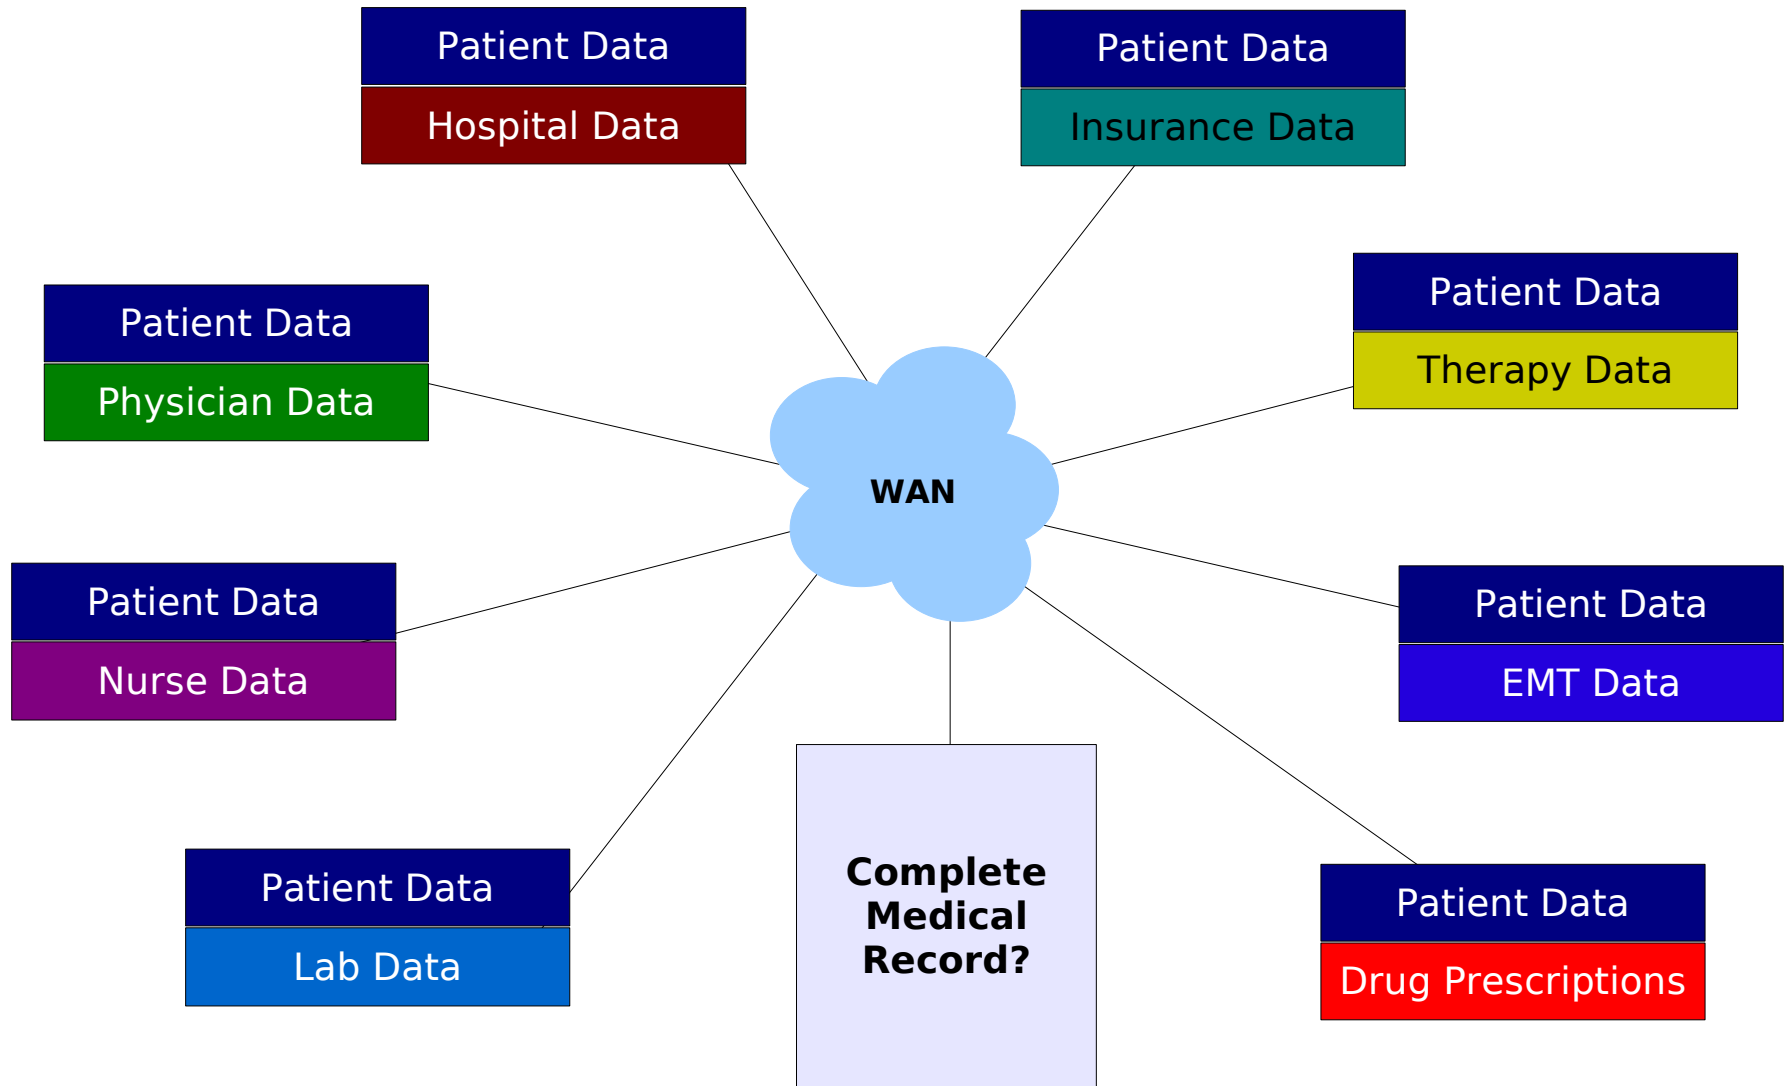 Patient Data
Hospital Data
Patient Data
Insurance Data
Patient Data
Therapy Data
Patient Data
Physician Data
WAN
Patient Data
Nurse Data
Patient Data
EMT Data
Patient Data
Lab Data
Complete
Medical
Record?
Patient Data
Drug Prescriptions